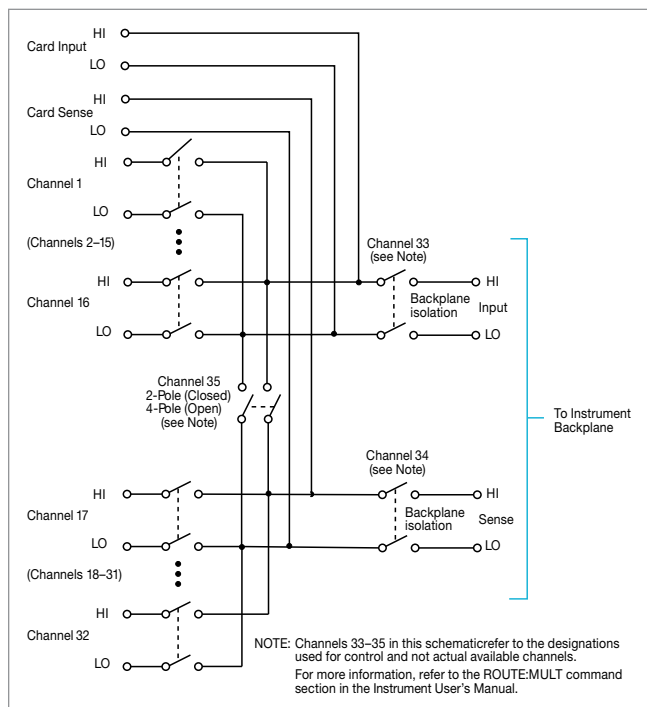 Card Input
HI
LO
Card Sense
HI
LO
Channel 1
HI
LO
(Channels 2–15)
Channel 16
HI
LO
Channel 33
(see Note)
Backplane
isolation
HI
Input
LO
Channel 35
2-Pole (Closed)
4-Pole (Open)
(see Note)
To Instrument
Backplane
Channel 34
(see Note)
Channel 17
HI
LO
Backplane
isolation
HI
Sense
LO
(Channels 18–31)
Channel 32
HI
LO
NOTE: Channels 33–35 in this schematicrefer to the designations
used for control and not actual available channels.
For more information, refer to the ROUTE:MULT command
section in the Instrument User's Manual.